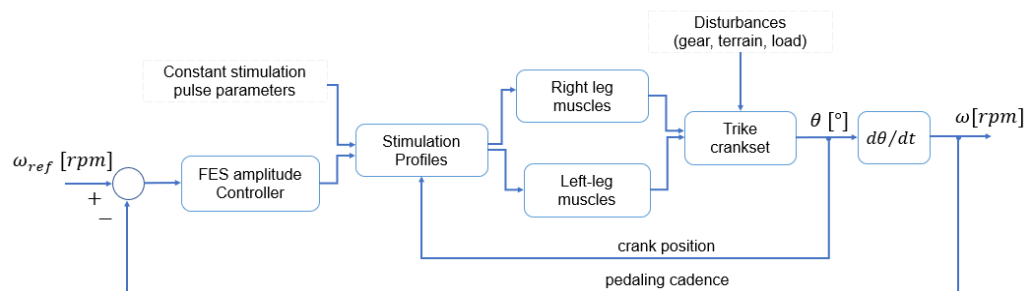 Disturbances
(gear, terrain, load)
Constant stimulation
pulse parameters
Right leg
muscles
Trike
crankset
θ [°]
dθ/dt
ω[rpm]
Stimulation
Profiles
ω_ref [rpm]
+
−
FES amplitude
Controller
Left-leg
muscles
crank position
pedaling cadence